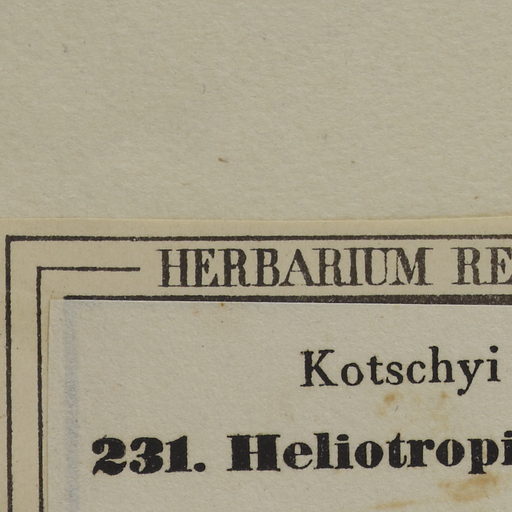 HERBARIUM RE
Kotschyi
231. Heliotropi